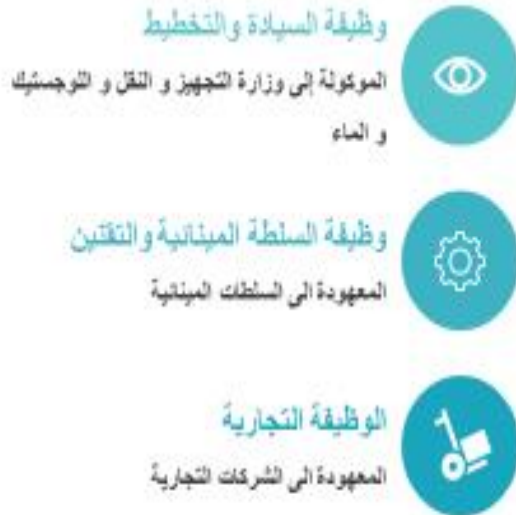 وظيفة السيادة والتخطيط
الموكولة إلى وزارة التجهيز و النقل و اللوجستيك
و الماء
وظيفة السلطة المينائية والتقنين
المعهودة الى السلطات المينائية
الوظيفة التجارية
المعهودة الى الشركات التجارية